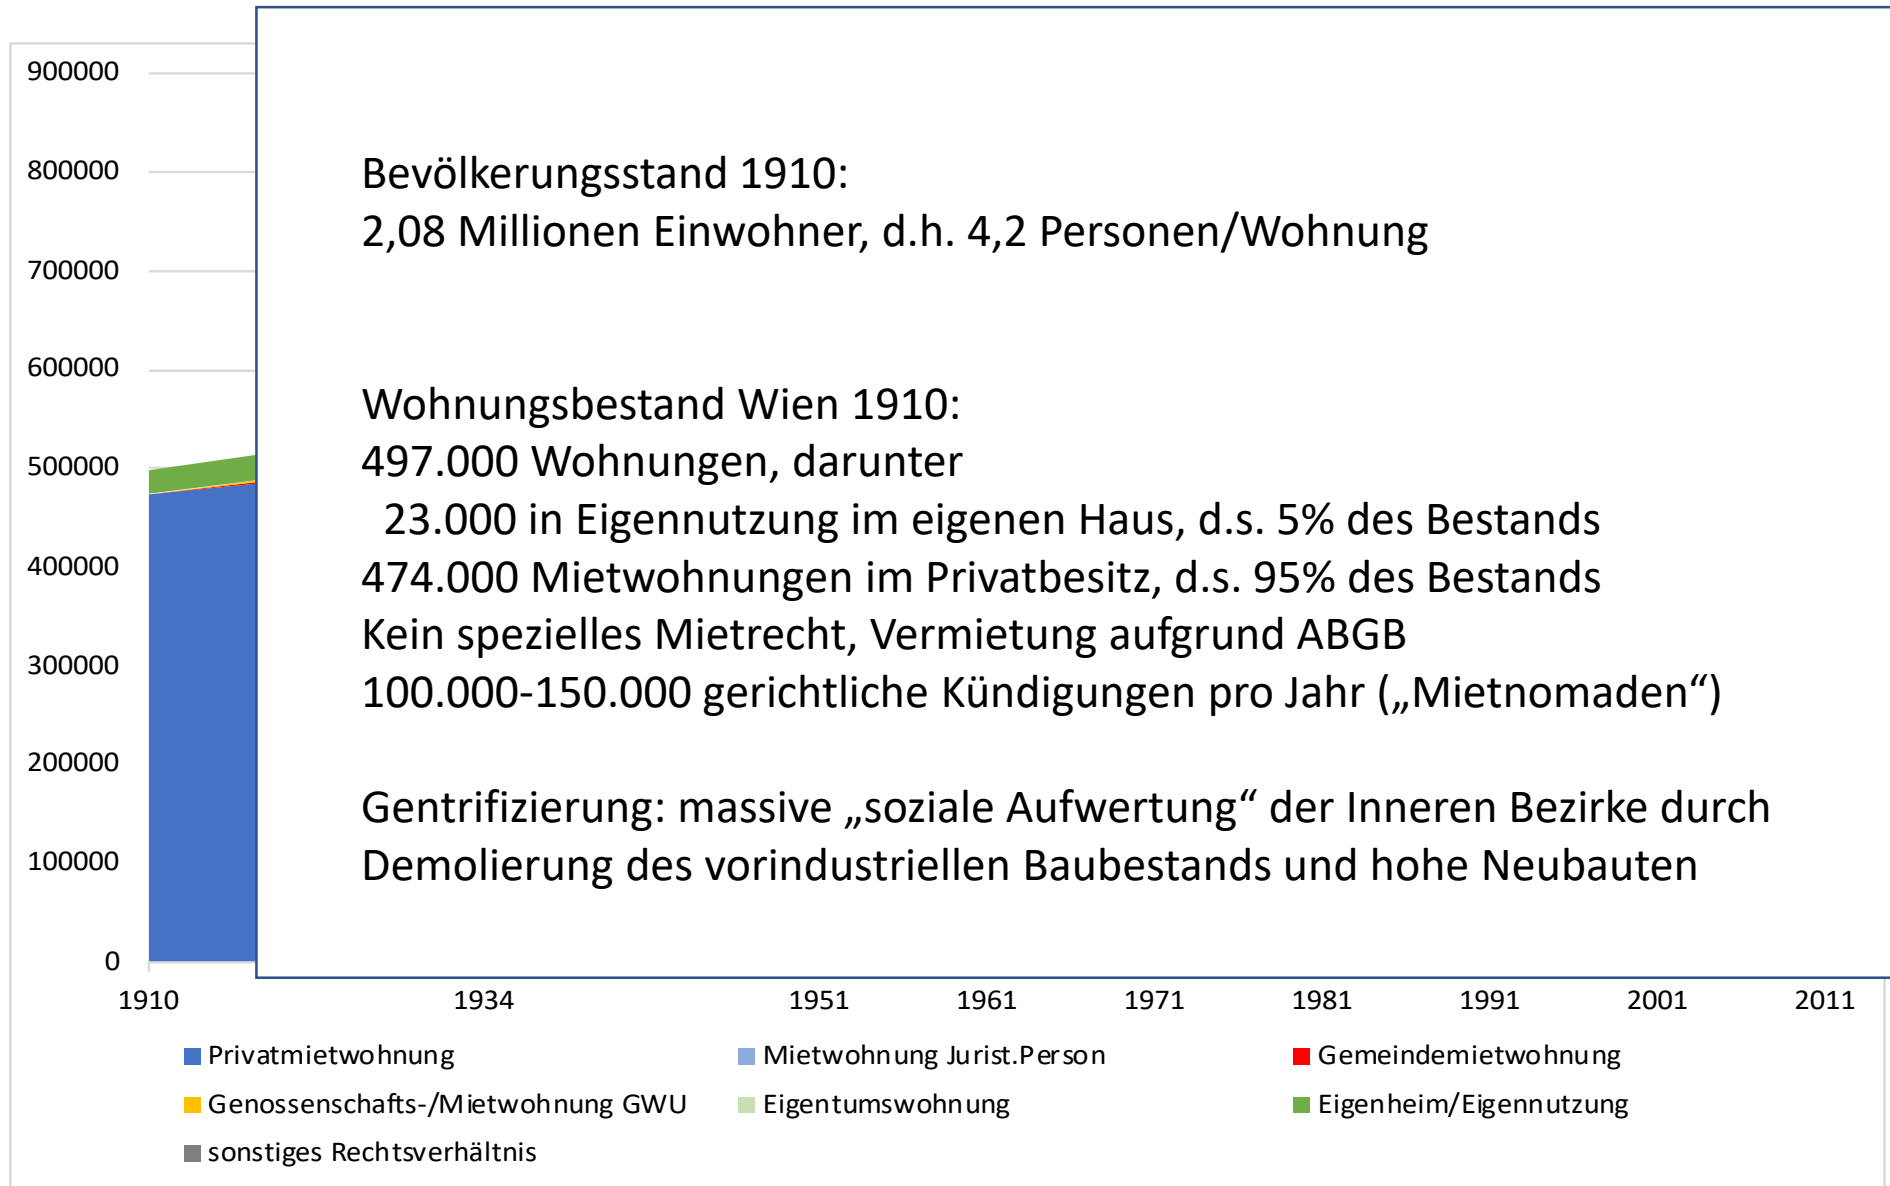 900000
800000
700000
600000
500000
400000
300000
200000
100000
0
Bevölkerungsstand 1910:
2,08 Millionen Einwohner, d.h. 4,2 Personen/Wohnung
Wohnungsbestand Wien 1910:
497.000 Wohnungen, darunter
23.000 in Eigennutzung im eigenen Haus, d.s. 5% des Bestands
474.000 Mietwohnungen im Privatbesitz, d.s. 95% des Bestands
Kein spezielles Mietrecht, Vermietung aufgrund ABGB
100.000-150.000 gerichtliche Kündigungen pro Jahr („Mietnomaden“)
Gentrifizierung: massive „soziale Aufwertung“ der Inneren Bezirke durch
Demolierung des vorindustriellen Baubestands und hohe Neubauten
1910 1934 1951 1961 1971 1981 1991 2001 2011
Privatmietwohnung Mietwohnung Jurist.Person Gemeindemietwohnung
Genossenschafts-/Mietwohnung GWU Eigentumswohnung Eigenheim/Eigennutzung
sonstiges Rechtsverhältnis